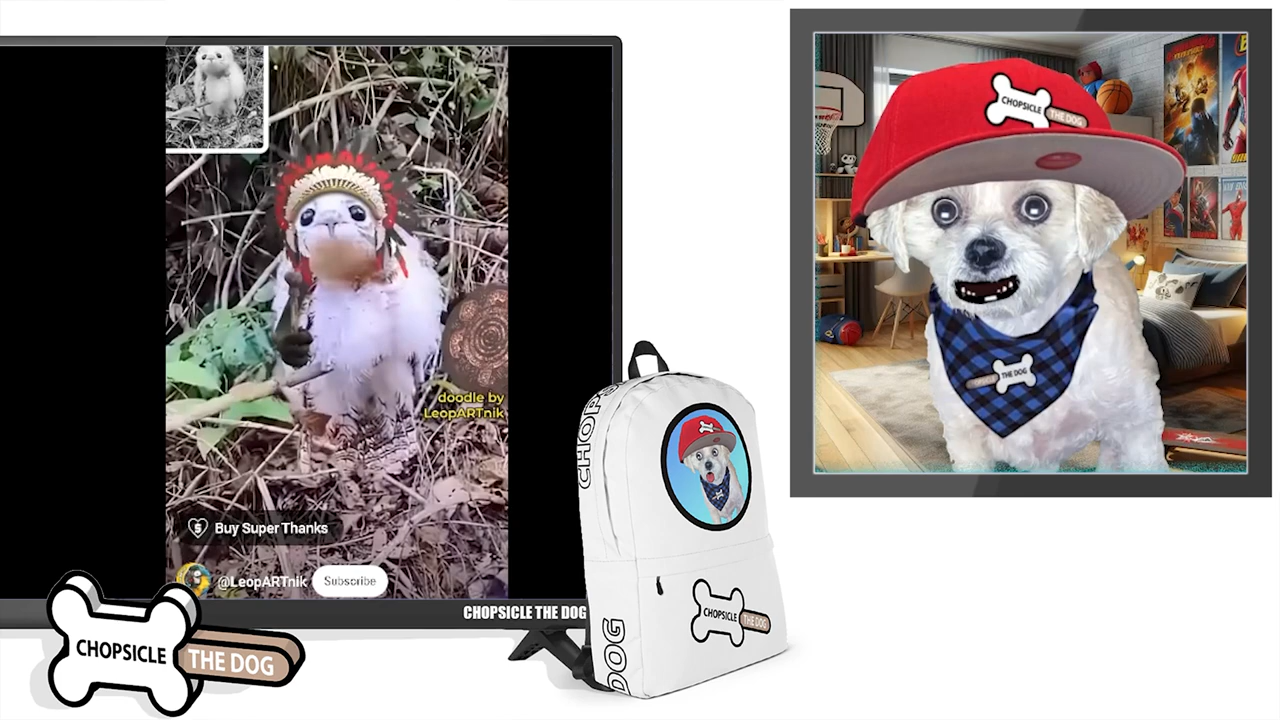 CHOPSICLE
THE DOG
doodle by
LeopARTnik
Buy Super Thanks
@LeopARTnik
Subscribe
CHOPSICLE THE DOG
THE DOG
CHOPS
DOG
CHOPSICLE
THE DOG
CHOPSICLE
THE DOG